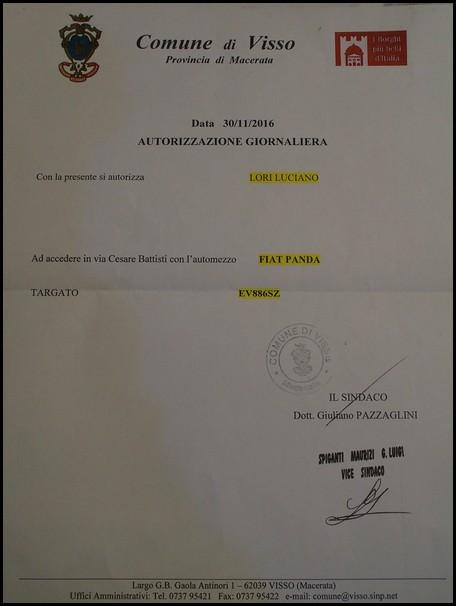 Comune di Visso
Provincia di Macerata
i Borghi
più belli
d'Italia
Data 30/11/2016
AUTORIZZAZIONE GIORNALIERA
Con la presente si autorizza LORI LUCIANO
Ad accedere in via Cesare Battisti con l'automezzo FIAT PANDA
TARGATO EV886SZ
COMUNE DI VISSO
IL SINDACO
Dott. Giuliano PAZZAGLINI
SPIGANTI MAURIZI G. LUIGI
VICE SINDACO
Largo G.B. Gaola Antinori 1 – 62039 VISSO (Macerata)
Uffici Amministrativi: Tel. 0737 95421 Fax. 0737 95422 e-mail: comune@visso.sinp.net